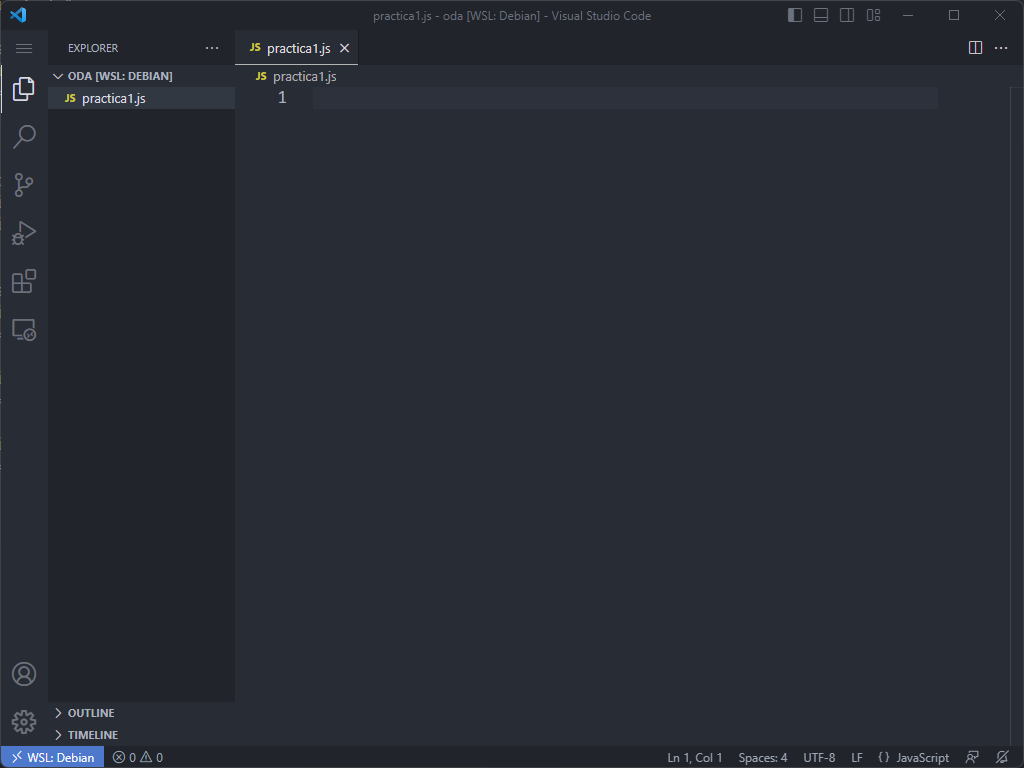 practica1.js - oda [WSL: Debian] - Visual Studio Code
EXPLORER
JS practica1.js
ODA [WSL: DEBIAN]
JS practica1.js
JS practica1.js
1
OUTLINE
TIMELINE
WSL: Debian 0 0 Ln 1, Col 1 Spaces: 4 UTF-8 LF {} JavaScript